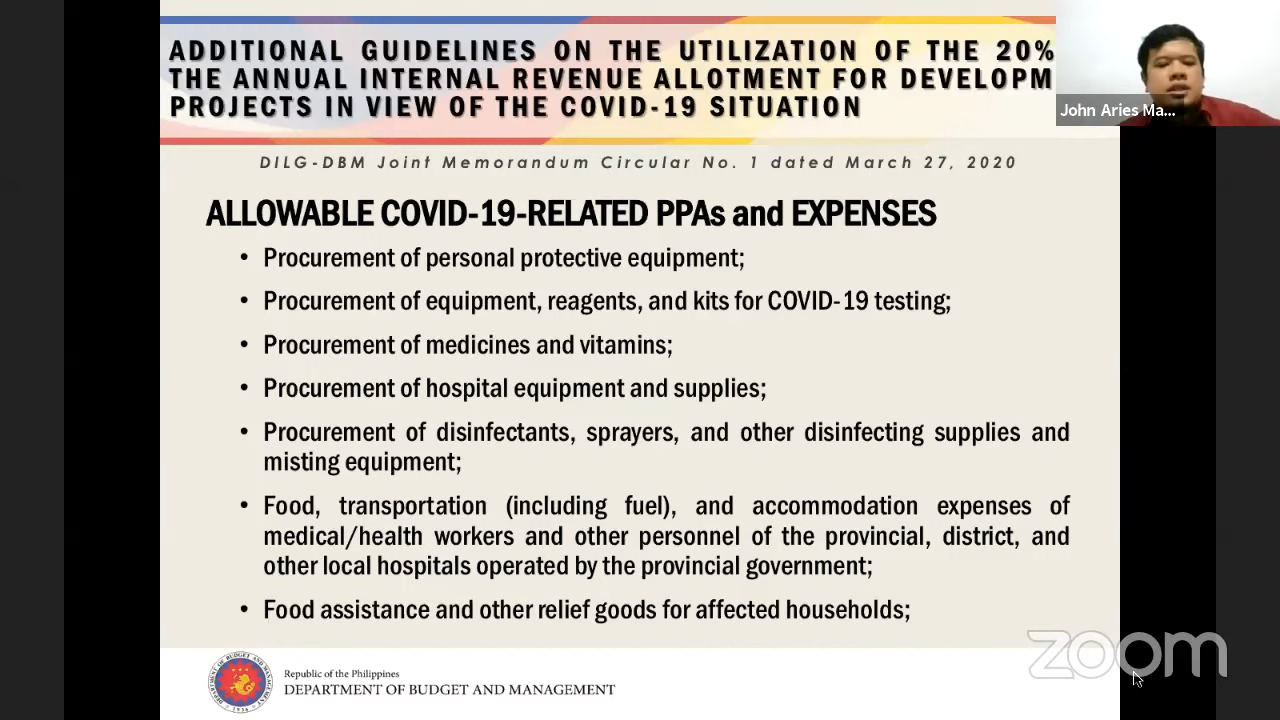 ADDITIONAL GUIDELINES ON THE UTILIZATION OF THE 20%
THE ANNUAL INTERNAL REVENUE ALLOTMENT FOR DEVELOPM
PROJECTS IN VIEW OF THE COVID-19 SITUATION
John Aries Ma...
DILG-DBM Joint Memorandum Circular No. 1 dated March 27, 2020
ALLOWABLE COVID-19-RELATED PPAs and EXPENSES
• Procurement of personal protective equipment;
• Procurement of equipment, reagents, and kits for COVID-19 testing;
• Procurement of medicines and vitamins;
• Procurement of hospital equipment and supplies;
• Procurement of disinfectants, sprayers, and other disinfecting supplies and
misting equipment;
• Food, transportation (including fuel), and accommodation expenses of
medical/health workers and other personnel of the provincial, district, and
other local hospitals operated by the provincial government;
• Food assistance and other relief goods for affected households;
zoom
DEPARTMENT OF BUDGET AND MANAGEMENT
1936
Republic of the Philippines
DEPARTMENT OF BUDGET AND MANAGEMENT